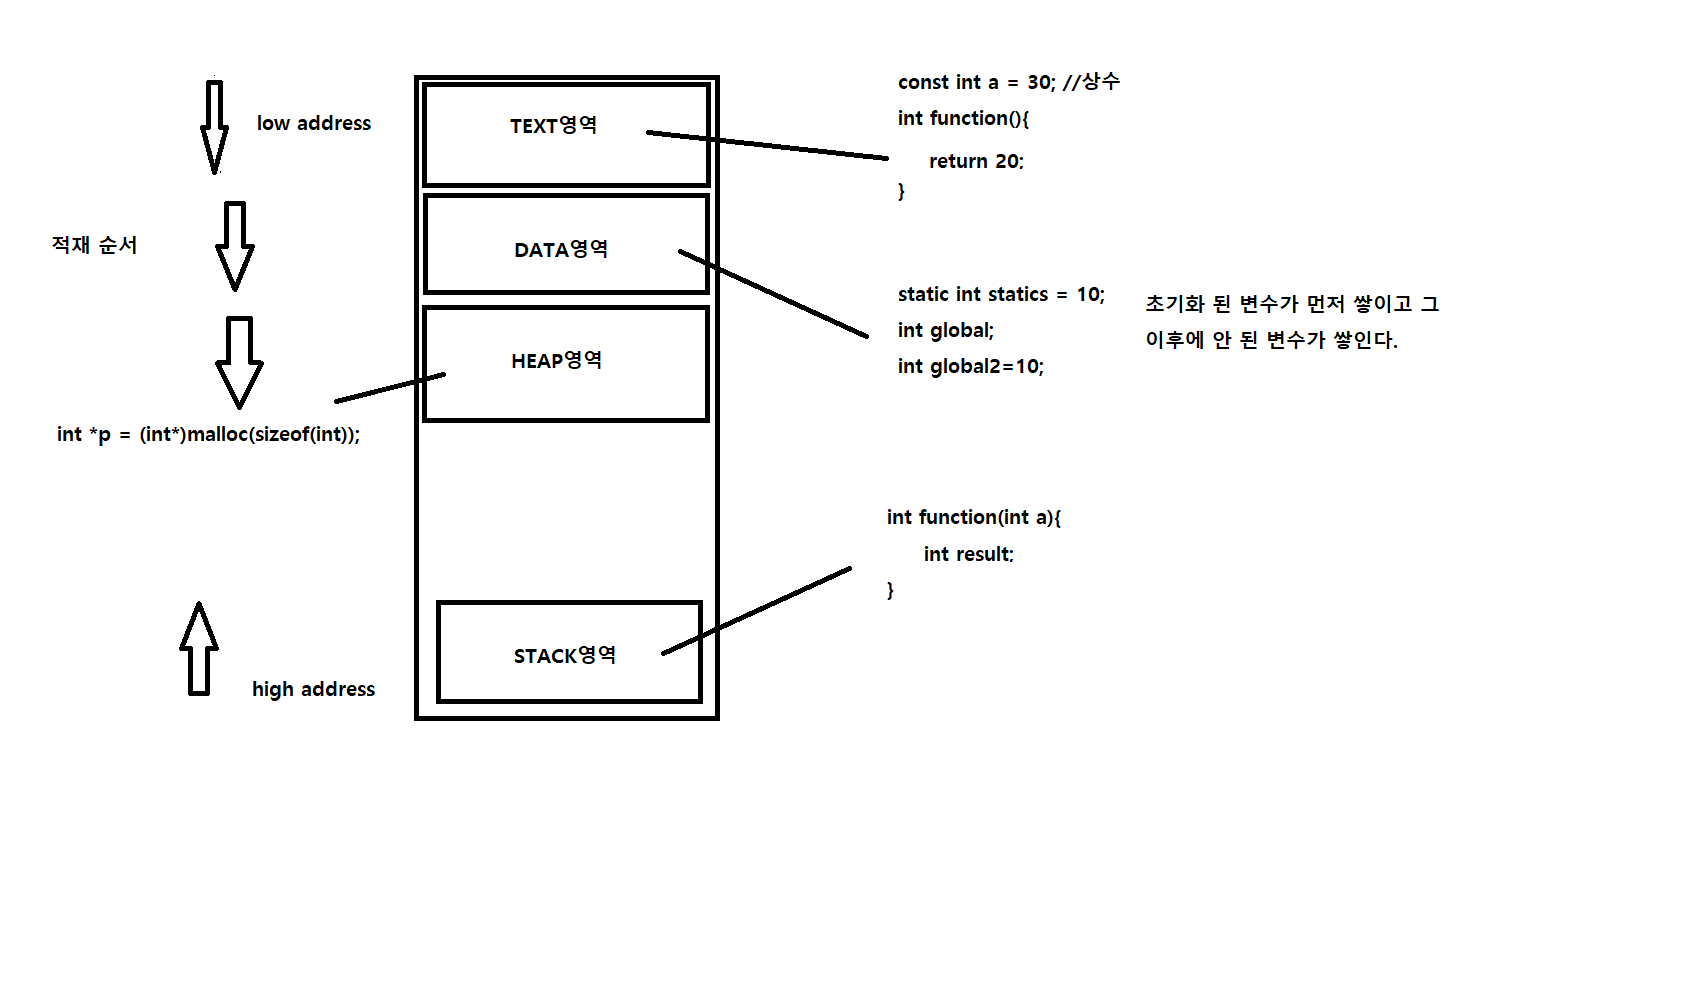 const int a = 30; //상수
low address
TEXT영역
int function(){
return 20;
}
적재 순서
DATA영역
static int statics = 10;
int global;
int global2=10;
초기화 된 변수가 먼저 쌓이고 그
이후에 안 된 변수가 쌓인다.
HEAP영역
int *p = (int*)malloc(sizeof(int));
int function(int a){
int result;
}
STACK영역
high address